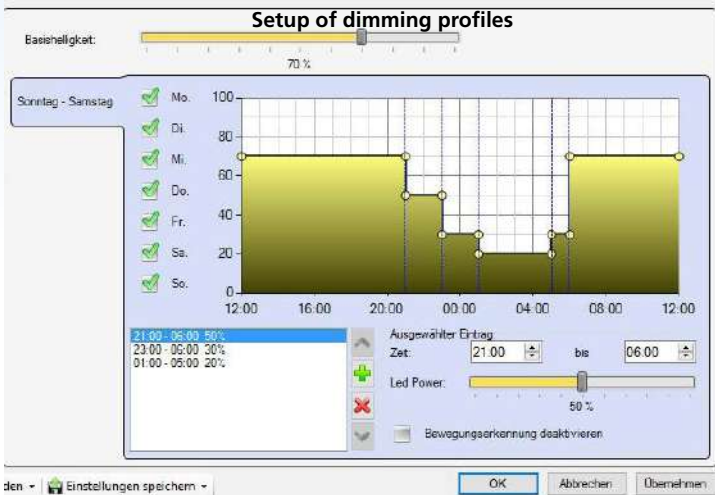 Setup of dimming profiles
Basishelligkeit:
70 %
Sonntag - Samstag
Mo.
Di.
Mi.
Do.
Fr.
Sa.
So.
100
80
60
40
20
0
12:00 16:00 20:00 00:00 04:00 08:00 12:00
21:00 - 06:00 50%
23:00 - 06:00 30%
01:00 - 05:00 20%
Ausgewählter Eintrag:
Zet: 21:00 bis 06:00
Led Power:
50 %
Bewegungserkennung deaktivieren
den Einstellungen speichern
OK Abbrechen Übernehmen